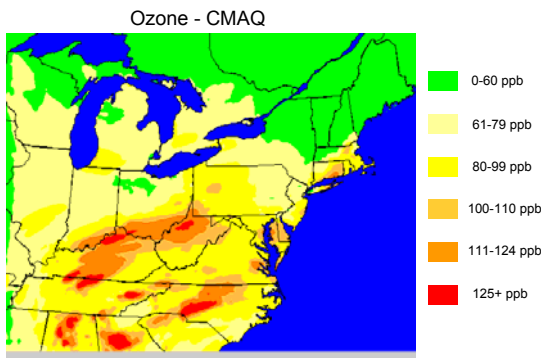 Ozone - CMAQ
0-60 ppb
61-79 ppb
80-99 ppb
100-110 ppb
111-124 ppb
125+ ppb